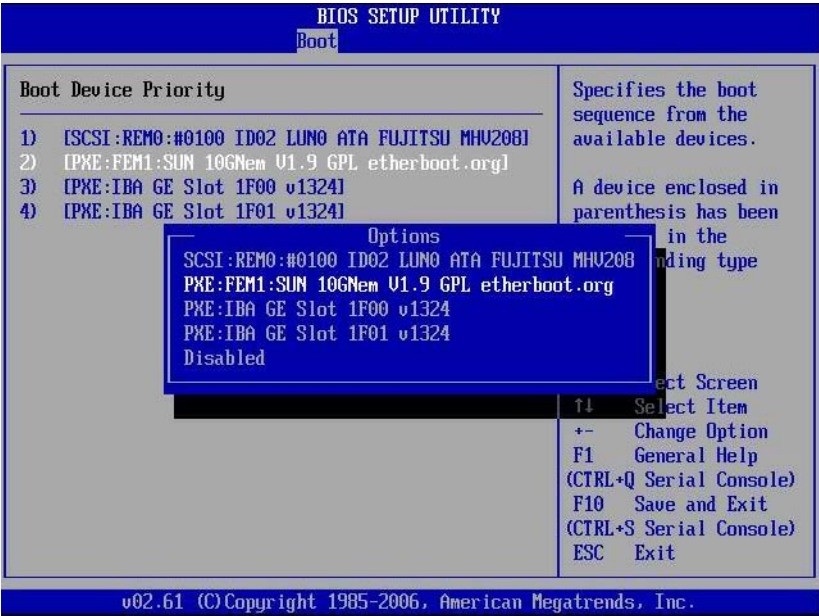 BIOS SETUP UTILITY
Boot
Boot Device Priority
1) [SCSI:REM0:#0100 ID02 LUN0 ATA FUJITSU MHV208]
2) [PXE:FEM1:SUN 10GNem V1.9 GPL etherboot.org]
3) [PXE:IBA GE Slot 1F00 v1324]
4) [PXE:IBA GE Slot 1F01 v1324]
Options
SCSI:REM0:#0100 ID02 LUN0 ATA FUJITSU MHV208
PXE:FEM1:SUN 10GNem V1.9 GPL etherboot.org
PXE:IBA GE Slot 1F00 v1324
PXE:IBA GE Slot 1F01 v1324
Disabled
Specifies the boot
sequence from the
available devices.
A device enclosed in
parenthesis has been
in the
nding type
ect Screen
↑↓ Select Item
+- Change Option
F1 General Help
(CTRL+Q Serial Console)
F10 Save and Exit
(CTRL+S Serial Console)
ESC Exit
v02.61 (C)Copyright 1985-2006, American Megatrends, Inc.